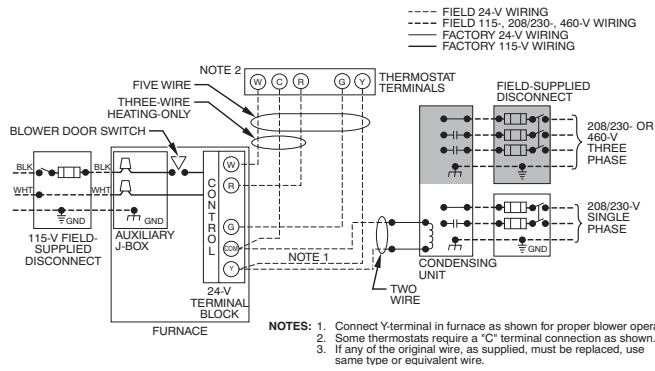 FIELD 24-V WIRING
FIELD 115-, 208/230-, 460-V WIRING
FACTORY 24-V WIRING
FACTORY 115-V WIRING
NOTE 2
W C R G Y
THERMOSTAT
TERMINALS
FIVE WIRE
THREE-WIRE
HEATING-ONLY
BLOWER DOOR SWITCH
FIELD-SUPPLIED
DISCONNECT
208/230- OR
460-V
THREE
PHASE
BLK
BLK
WHT
WHT
GND
GND
115-V FIELD-
SUPPLIED
DISCONNECT
AUXILIARY
J-BOX
CONTROL
W
R
G
COM
Y
NOTE 1
24-V
TERMINAL
BLOCK
FURNACE
TWO
WIRE
CONDENSING
UNIT
GND
208/230-V
SINGLE
PHASE
NOTES: 1. Connect Y-terminal in furnace as shown for proper blower opera
2. Some thermostats require a "C" terminal connection as shown.
3. If any of the original wire, as supplied, must be replaced, use
same type or equivalent wire.